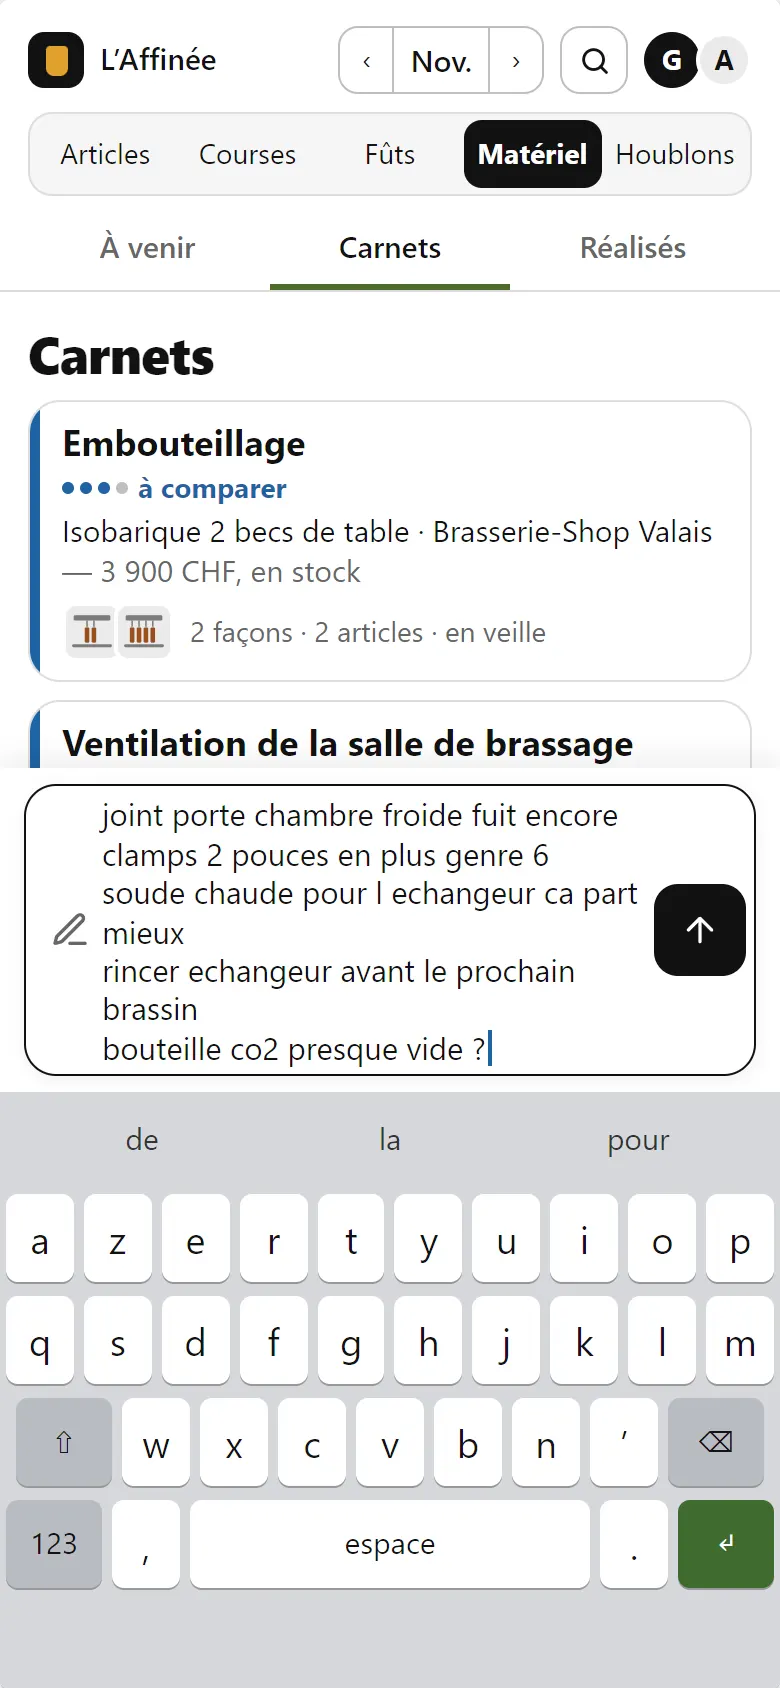 L’Affinée
‹ Nov. ›
G A
Articles Courses Fûts Matériel Houblons
À venir Carnets Réalisés
Carnets
Embouteillage
à comparer
Isobarique 2 becs de table · Brasserie-Shop Valais
— 3 900 CHF, en stock
2 façons · 2 articles · en veille
Ventilation de la salle de brassage
joint porte chambre froide fuit encore
clamps 2 pouces en plus genre 6
soude chaude pour l echangeur ca part
mieux
rincer echangeur avant le prochain
brassin
bouteille co2 presque vide ?
de la pour
a z e r t y u i o p
q s d f g h j k l m
⇧ w x c v b n ’ ⌫
123 , espace . ↵